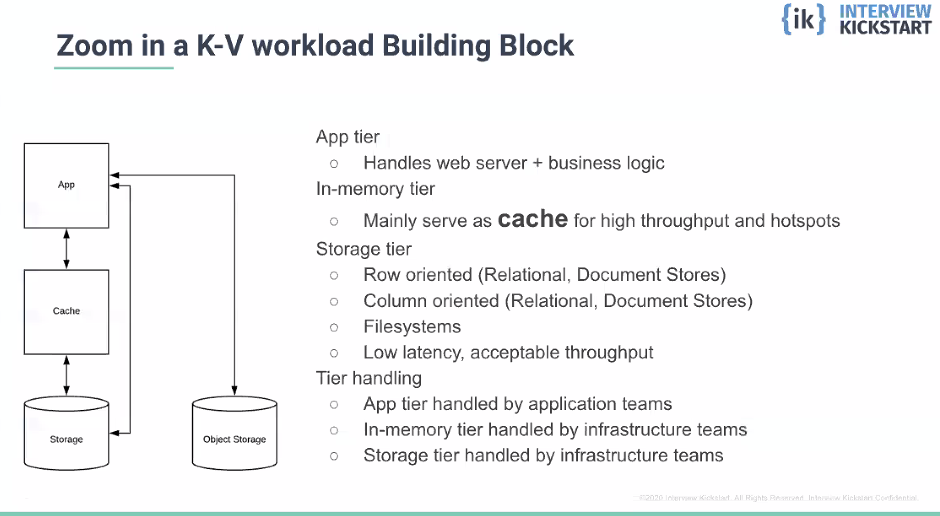 {ik} INTERVIEW
KICKSTART
Zoom in a K-V workload Building Block
App tier
○ Handles web server + business logic
In-memory tier
○ Mainly serve as cache for high throughput and hotspots
Storage tier
○ Row oriented (Relational, Document Stores)
○ Column oriented (Relational, Document Stores)
○ Filesystems
○ Low latency, acceptable throughput
Tier handling
○ App tier handled by application teams
○ In-memory tier handled by infrastructure teams
○ Storage tier handled by infrastructure teams
App
Cache
Storage
Object Storage
©2020 Interview Kickstart. All Rights Reserved. Interview Kickstart Confidential.